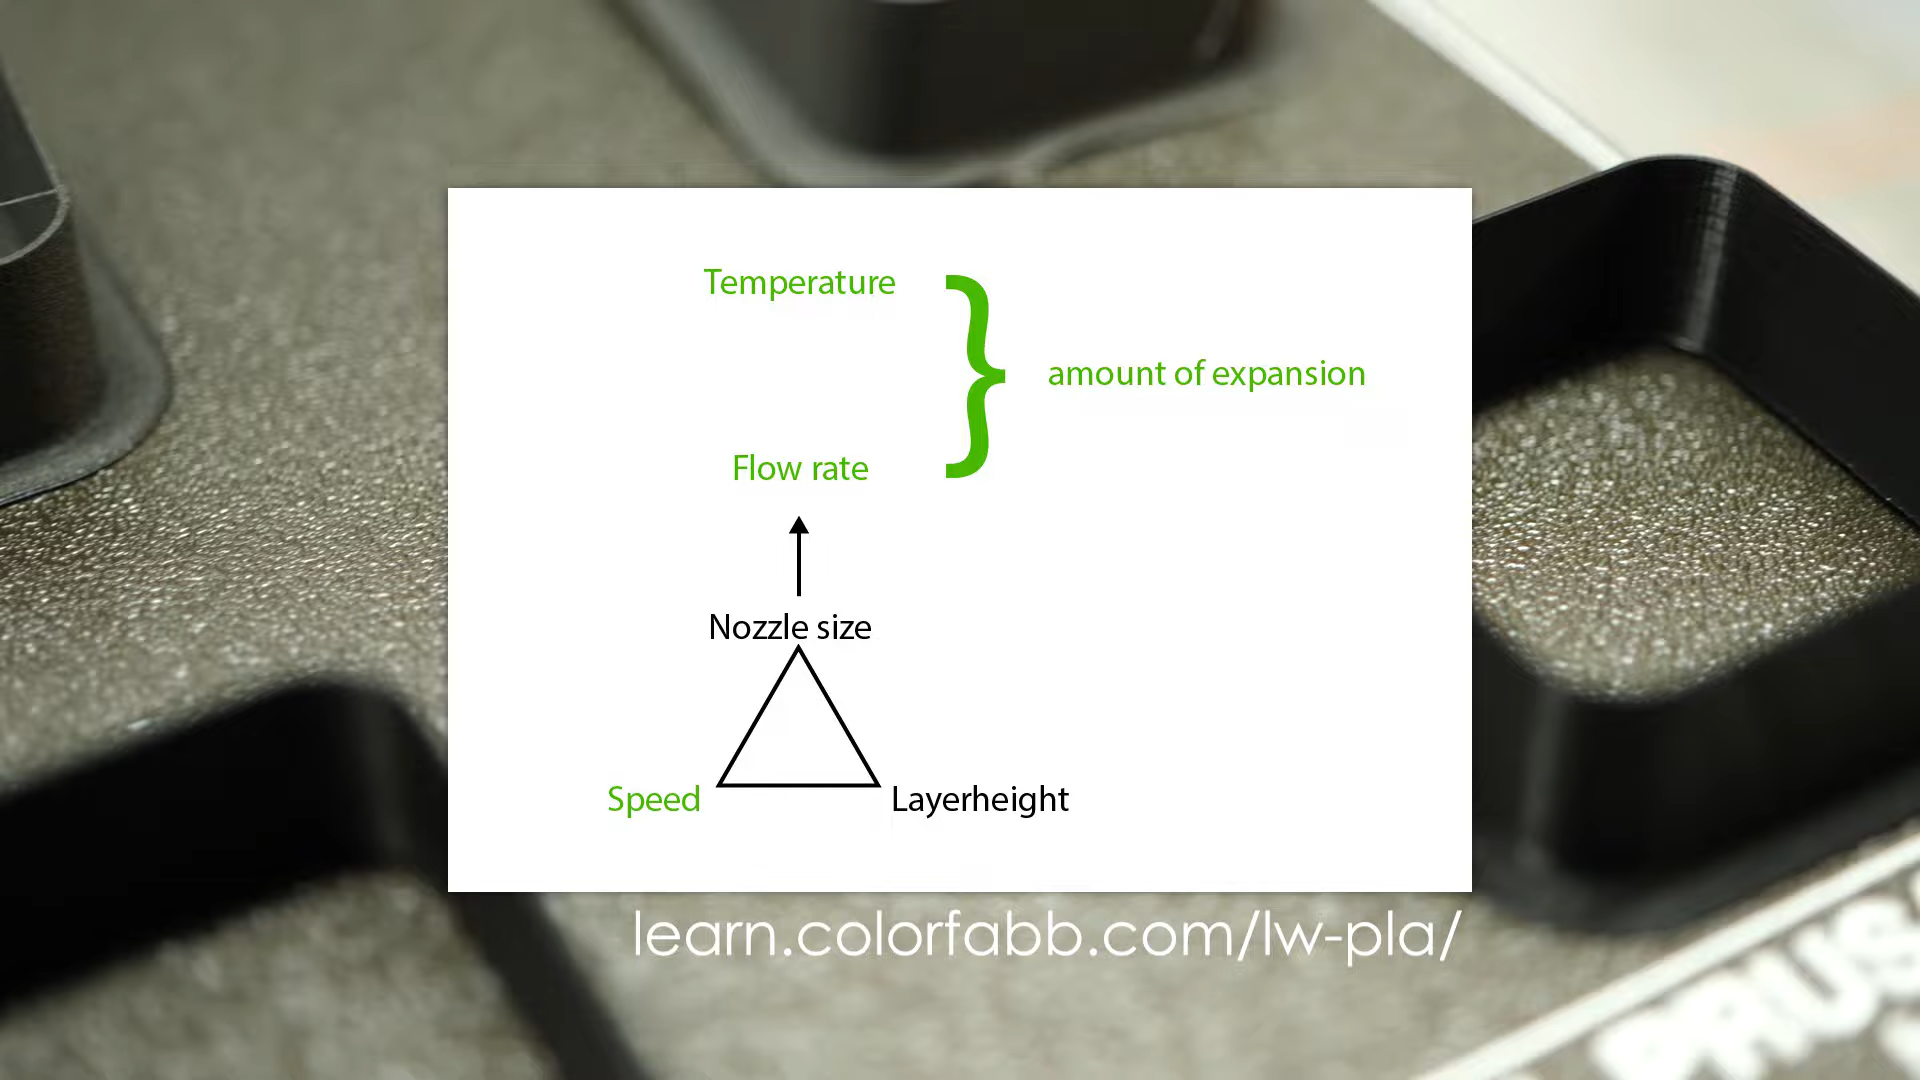 Temperature
amount of expansion
Flow rate
Nozzle size
Speed
Layerheight
learn.colorfabb.com/lw-pla/